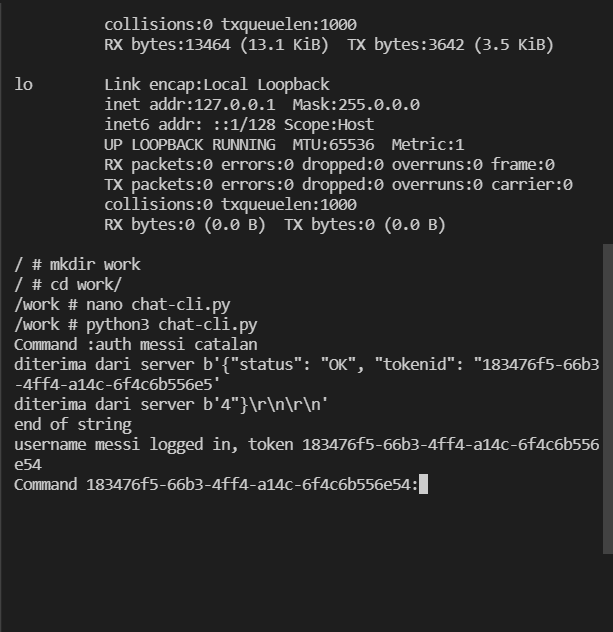 collisions:0 txqueuelen:1000
RX bytes:13464 (13.1 KiB)  TX bytes:3642 (3.5 KiB)
lo        Link encap:Local Loopback
inet addr:127.0.0.1  Mask:255.0.0.0
inet6 addr: ::1/128 Scope:Host
UP LOOPBACK RUNNING  MTU:65536  Metric:1
RX packets:0 errors:0 dropped:0 overruns:0 frame:0
TX packets:0 errors:0 dropped:0 overruns:0 carrier:0
collisions:0 txqueuelen:1000
RX bytes:0 (0.0 B)  TX bytes:0 (0.0 B)
/ # mkdir work
/ # cd work/
/work # nano chat-cli.py
/work # python3 chat-cli.py
Command :auth messi catalan
diterima dari server b'{"status": "OK", "tokenid": "183476f5-66b3
-4ff4-a14c-6f4c6b556e5'
diterima dari server b'4"}\r\n\r\n'
end of string
username messi logged in, token 183476f5-66b3-4ff4-a14c-6f4c6b556
e54
Command 183476f5-66b3-4ff4-a14c-6f4c6b556e54: